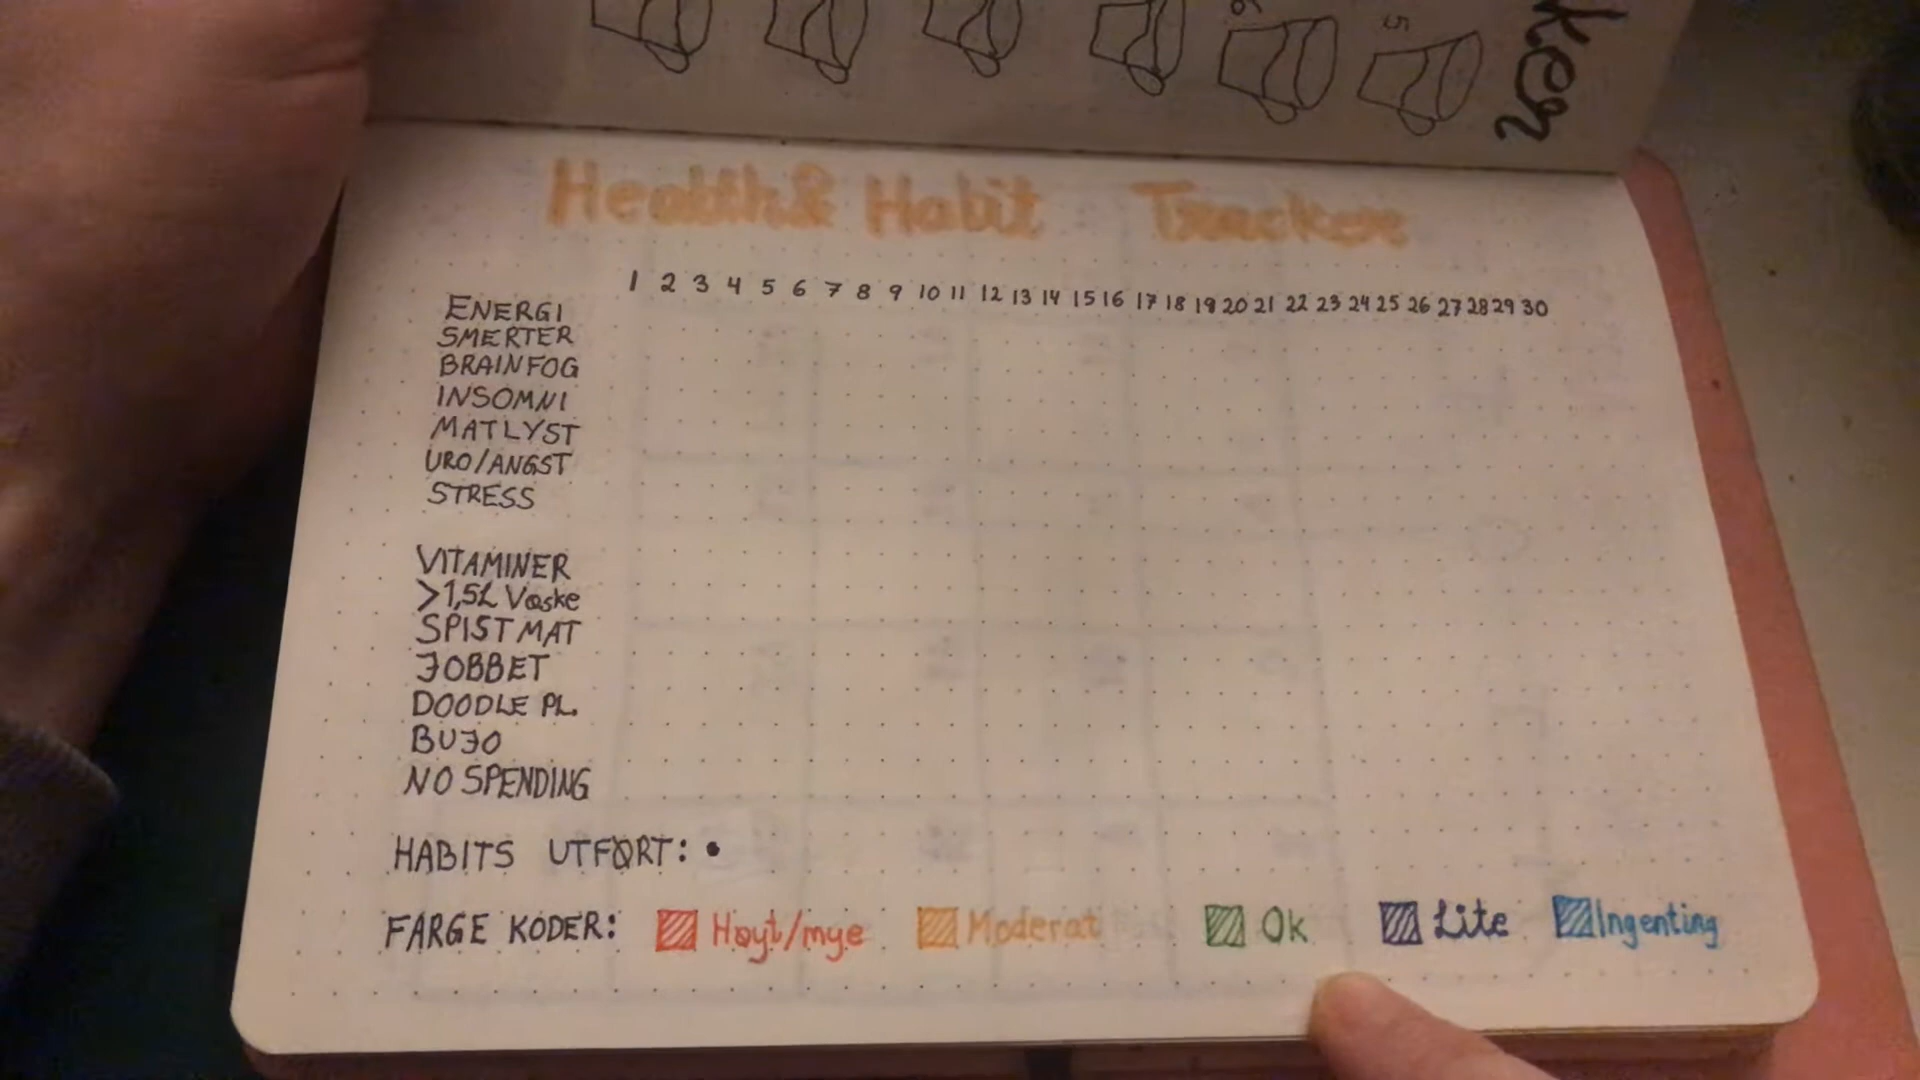 ken
5
Health & Habit Tracker
1 2 3 4 5 6 7 8 9 10 11 12 13 14 15 16 17 18 19 20 21 22 23 24 25 26 27 28 29 30
ENERGI
SMERTER
BRAINFOG
INSOMNI
MATLYST
URO/ANGST
STRESS
VITAMINER
>1,5L Væske
SPIST MAT
JOBBET
DOODLE PL.
BUJO
NO SPENDING
HABITS UTFØRT: •
FARGE KODER: Høyt/mye Moderat Ok Lite Ingenting